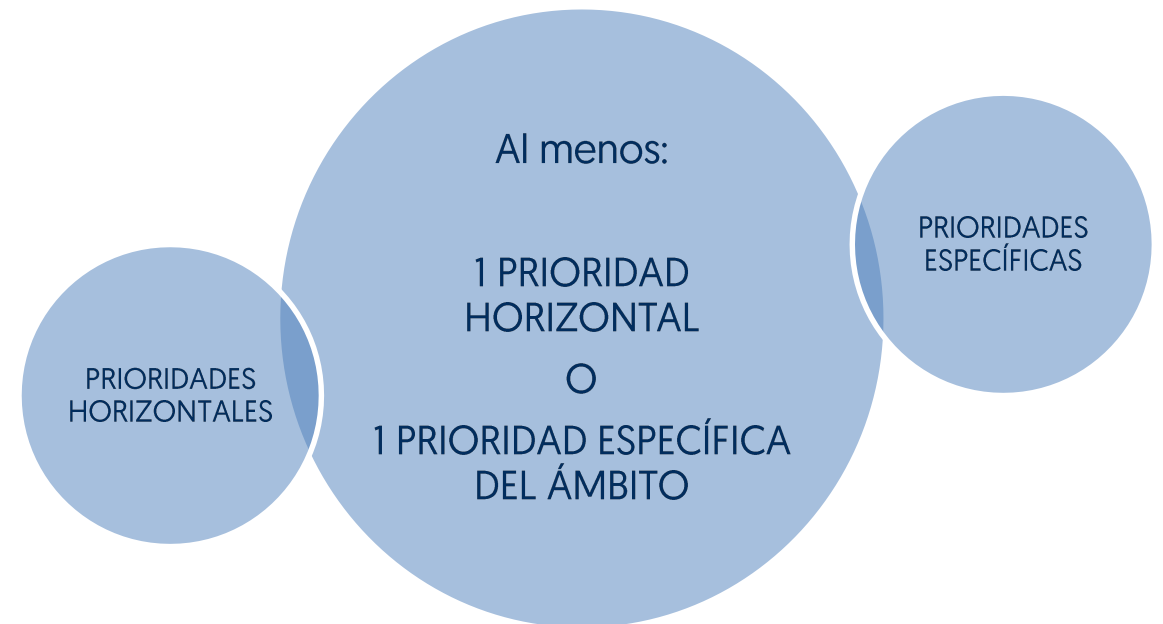 Al menos:
1 PRIORIDAD
HORIZONTAL
O
1 PRIORIDAD ESPECÍFICA
DEL ÁMBITO
PRIORIDADES
HORIZONTALES
PRIORIDADES
ESPECÍFICAS